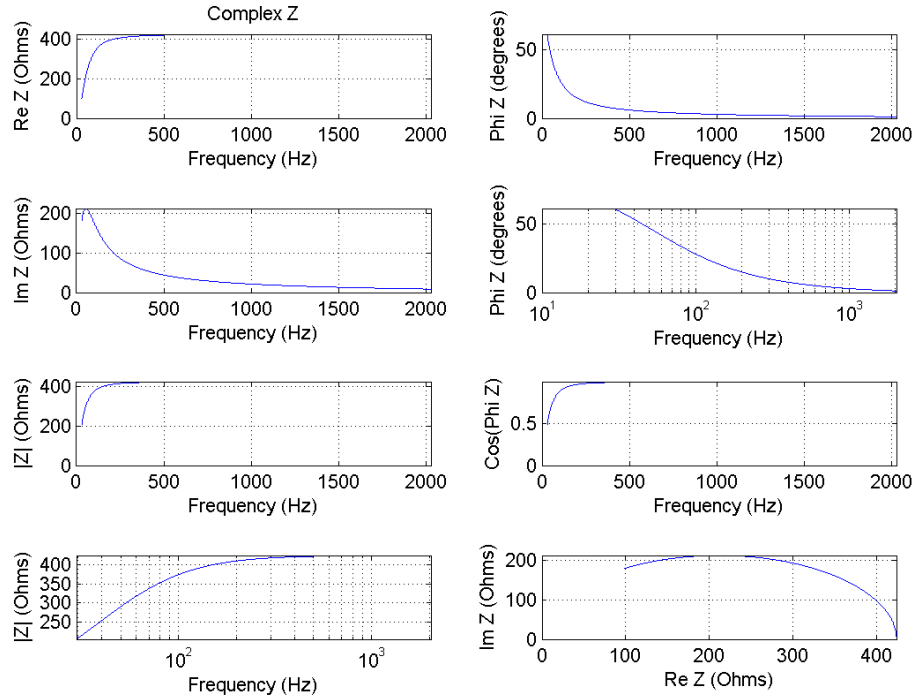 Complex Z
Re Z (Ohms)
400
200
0
0 500 1000 1500 2000
Frequency (Hz)
Phi Z (degrees)
50
0
0 500 1000 1500 2000
Frequency (Hz)
Im Z (Ohms)
200
100
0
0 500 1000 1500 2000
Frequency (Hz)
Phi Z (degrees)
50
0
10^1 10^2 10^3
Frequency (Hz)
|Z| (Ohms)
400
200
0
0 500 1000 1500 2000
Frequency (Hz)
Cos(Phi Z)
0.5
0
0 500 1000 1500 2000
Frequency (Hz)
|Z| (Ohms)
400
350
300
250
10^2 10^3
Frequency (Hz)
Im Z (Ohms)
200
100
0
0 100 200 300 400
Re Z (Ohms)